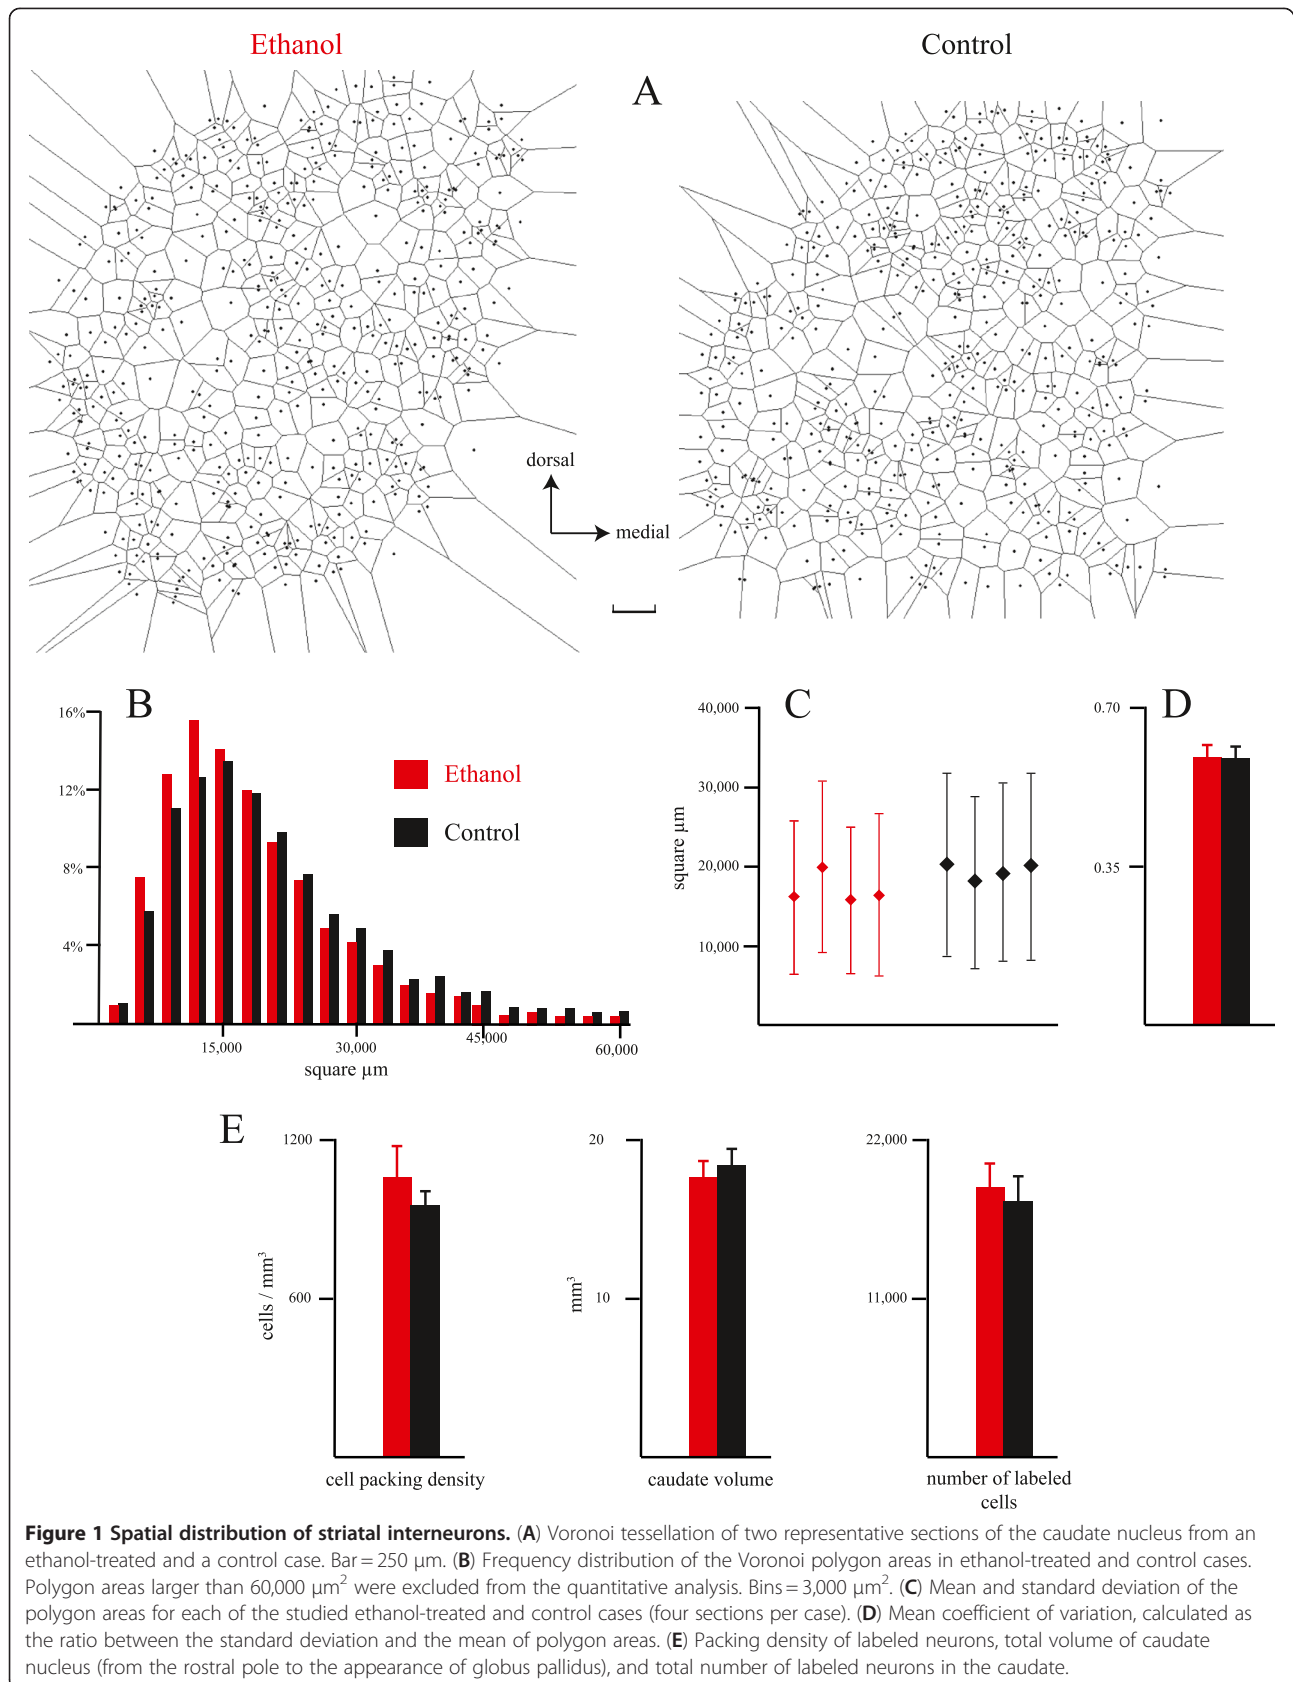 Ethanol
Control
A
dorsal
medial
B
16%
12%
8%
4%
Ethanol
Control
15,000
30,000
45,000
60,000
square µm
C
40,000
30,000
20,000
10,000
square µm
D
0.70
0.35
E
1200
600
cells / mm³
cell packing density
20
10
mm³
caudate volume
22,000
11,000
number of labeled
cells
Figure 1 Spatial distribution of striatal interneurons. (A) Voronoi tessellation of two representative sections of the caudate nucleus from an
ethanol-treated and a control case. Bar = 250 µm. (B) Frequency distribution of the Voronoi polygon areas in ethanol-treated and control cases.
Polygon areas larger than 60,000 µm² were excluded from the quantitative analysis. Bins = 3,000 µm². (C) Mean and standard deviation of the
polygon areas for each of the studied ethanol-treated and control cases (four sections per case). (D) Mean coefficient of variation, calculated as
the ratio between the standard deviation and the mean of polygon areas. (E) Packing density of labeled neurons, total volume of caudate
nucleus (from the rostral pole to the appearance of globus pallidus), and total number of labeled neurons in the caudate.